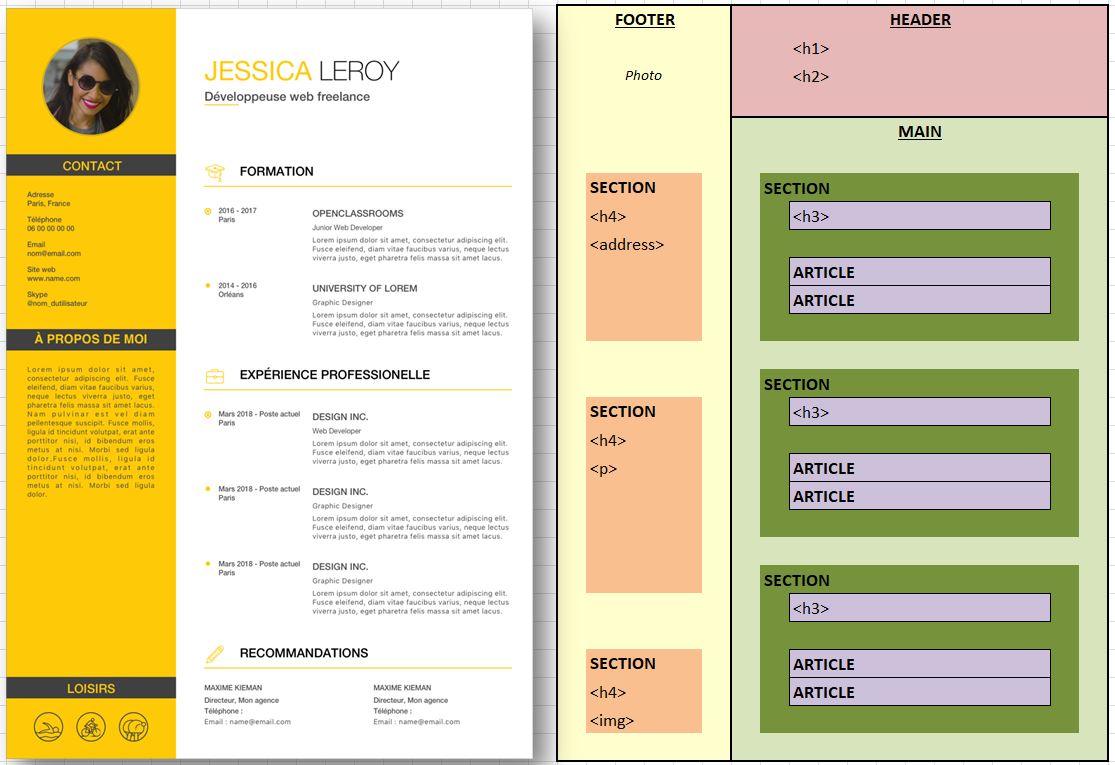 CONTACT
Adresse
Paris, France
Téléphone
06 00 00 00 00
Email
nom@email.com
Site web
www.name.com
Skype
@nom_dutilisateur
À PROPOS DE MOI
Lorem ipsum dolor sit amet,
consectetur adipiscing elit. Fusce
eleifend, diam vitae faucibus varius,
neque lectus viverra justo, eget
pharetra felis massa sit amet lacus.
Nam pulvinar est vel diam
pellentesque suscipit. Fusce mollis,
ligula id tincidunt volutpat, erat ante
porttitor nisi, id bibendum eros
metus at nisi. Morbi sed ligula
dolor.Fusce mollis, ligula id
tincidunt volutpat, erat ante
porttitor nisi, id bibendum eros
metus at nisi. Morbi sed ligula
dolor.
LOISIRS
JESSICA LEROY
Développeuse web freelance
FORMATION
2016 - 2017
Paris
OPENCLASSROOMS
Junior Web Developer
Lorem ipsum dolor sit amet, consectetur adipiscing elit.
Fusce eleifend, diam vitae faucibus varius, neque lectus
viverra justo, eget pharetra felis massa sit amet lacus.
2014 - 2016
Orléans
UNIVERSITY OF LOREM
Graphic Designer
Lorem ipsum dolor sit amet, consectetur adipiscing elit.
Fusce eleifend, diam vitae faucibus varius, neque lectus
viverra justo, eget pharetra felis massa sit amet lacus.
EXPÉRIENCE PROFESSIONELLE
Mars 2018 - Poste actuel
Paris
DESIGN INC.
Web Developer
Lorem ipsum dolor sit amet, consectetur adipiscing elit.
Fusce eleifend, diam vitae faucibus varius, neque lectus
viverra justo, eget pharetra felis massa sit amet lacus.
Mars 2018 - Poste actuel
Paris
DESIGN INC.
Graphic Designer
Lorem ipsum dolor sit amet, consectetur adipiscing elit.
Fusce eleifend, diam vitae faucibus varius, neque lectus
viverra justo, eget pharetra felis massa sit amet lacus.
Mars 2018 - Poste actuel
Paris
DESIGN INC.
Graphic Designer
Lorem ipsum dolor sit amet, consectetur adipiscing elit.
Fusce eleifend, diam vitae faucibus varius, neque lectus
viverra justo, eget pharetra felis massa sit amet lacus.
RECOMMANDATIONS
MAXIME KIEMAN
Directeur, Mon agence
Téléphone :
Email : name@email.com
MAXIME KIEMAN
Directeur, Mon agence
Téléphone :
Email : name@email.com
FOOTER
Photo
SECTION
<h4>
<address>
SECTION
<h4>
<p>
SECTION
<h4>
<img>
HEADER
<h1>
<h2>
MAIN
SECTION
<h3>
ARTICLE
ARTICLE
SECTION
<h3>
ARTICLE
ARTICLE
SECTION
<h3>
ARTICLE
ARTICLE